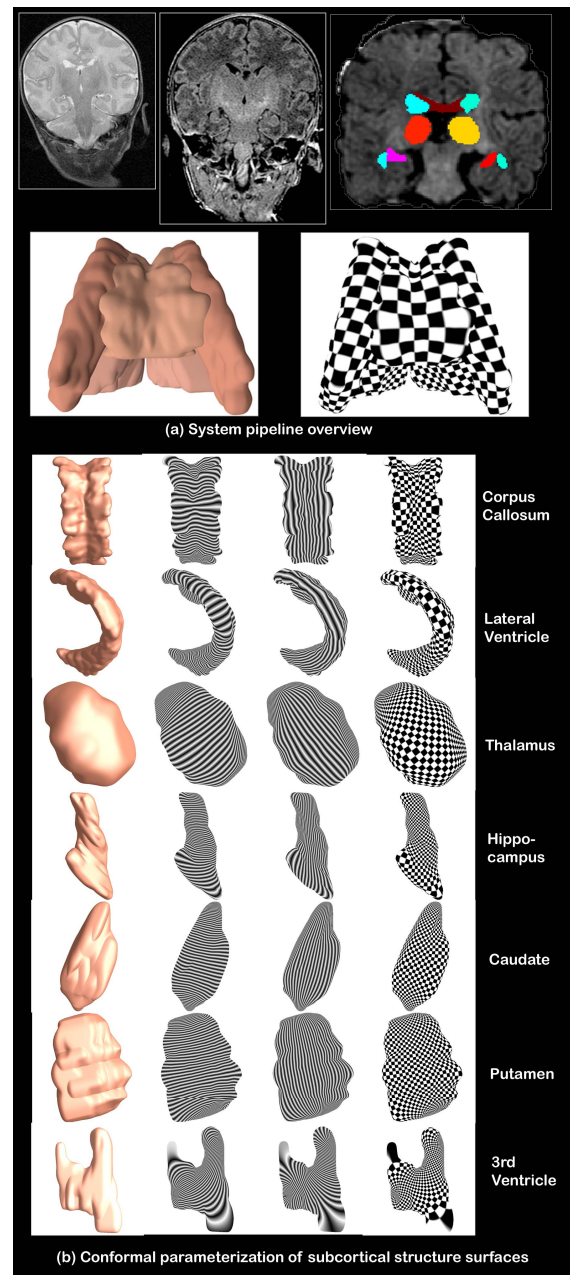 (a) System pipeline overview
Corpus
Callosum
Lateral
Ventricle
Thalamus
Hippo-
campus
Caudate
Putamen
3rd
Ventricle
(b) Conformal parameterization of subcortical structure surfaces